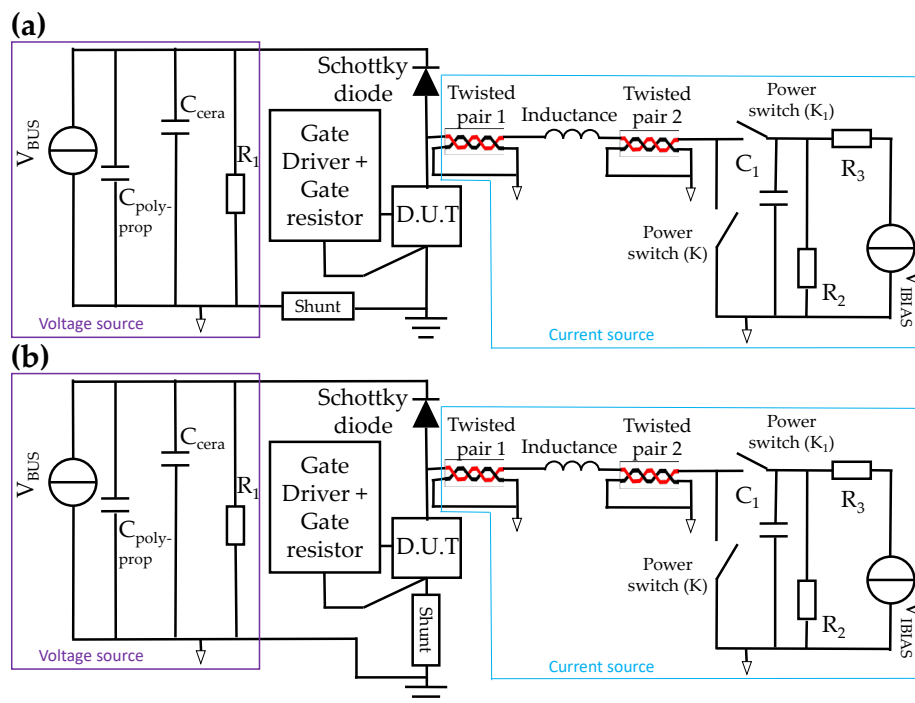 (a)
Schottky
diode
Twisted
pair 1
Inductance
Twisted
pair 2
Power
switch (K1)
VBUS
Ccera
Cpoly-
prop
R1
Gate
Driver +
Gate
resistor
D.U.T
C1
R3
Power
switch (K)
R2
VIBIAS
Shunt
Voltage source
Current source
(b)
Schottky
diode
Twisted
pair 1
Inductance
Twisted
pair 2
Power
switch (K1)
VBUS
Ccera
Cpoly-
prop
R1
Gate
Driver +
Gate
resistor
D.U.T
C1
R3
Power
switch (K)
R2
VIBIAS
Shunt
Voltage source
Current source